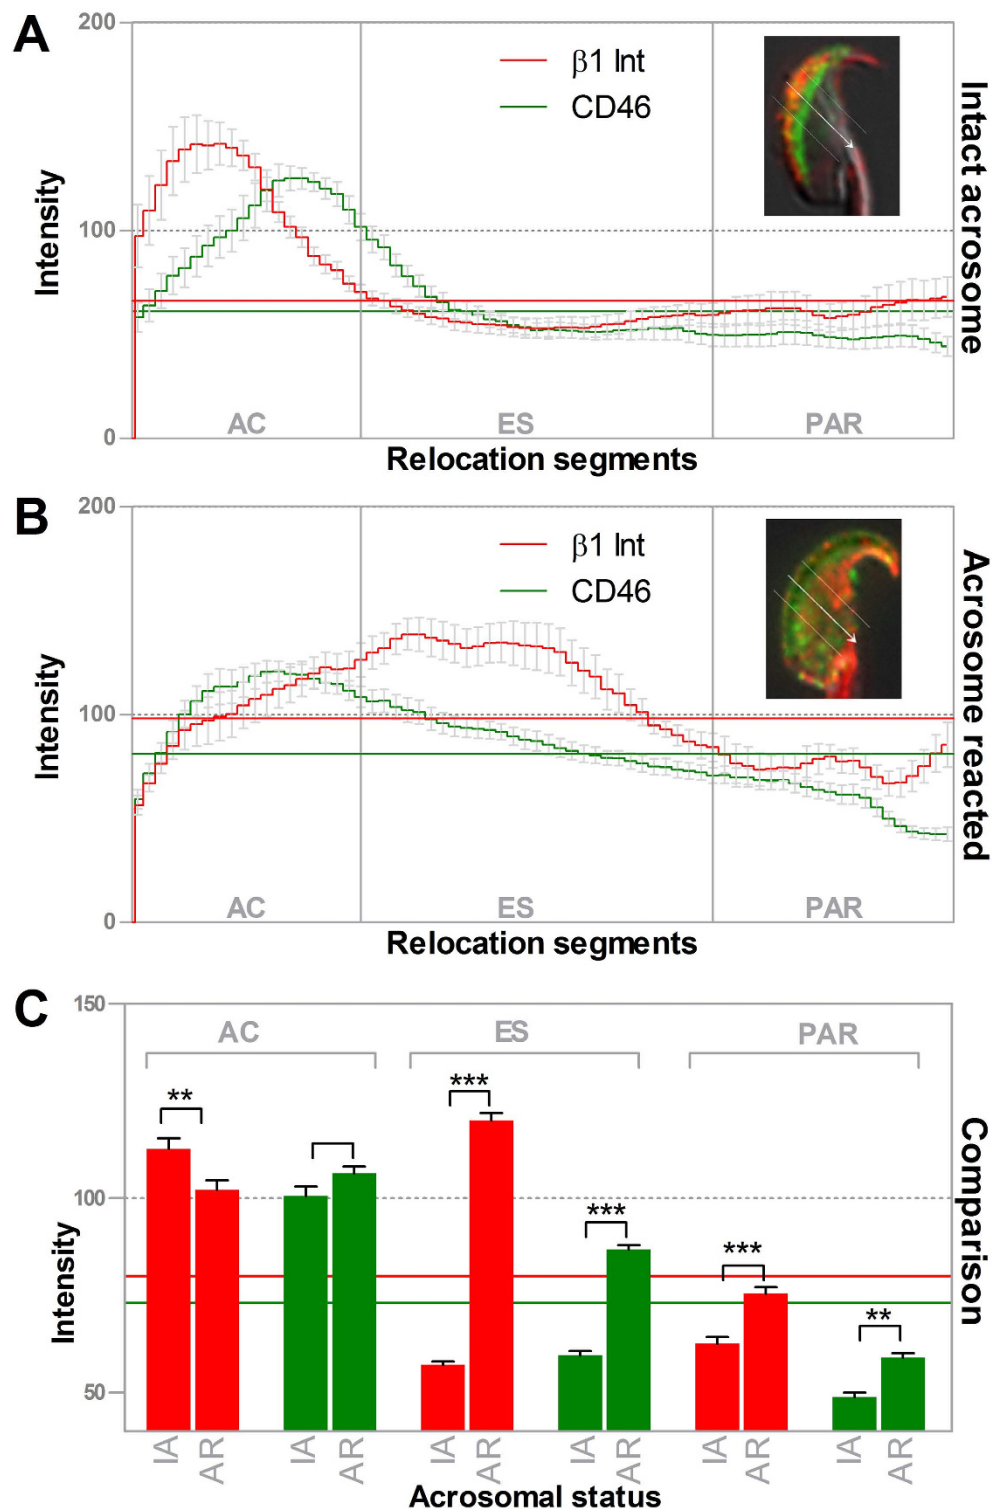 A
200
β1 Int
CD46
100
Intensity
0
AC
ES
PAR
Relocation segments
Intact acrosome
B
200
β1 Int
CD46
100
Intensity
0
AC
ES
PAR
Relocation segments
Acrosome reacted
C
150
AC
ES
PAR
**
***
***
***
**
100
Intensity
50
IA AR IA AR IA AR IA AR IA AR IA AR
Acrosomal status
Comparison